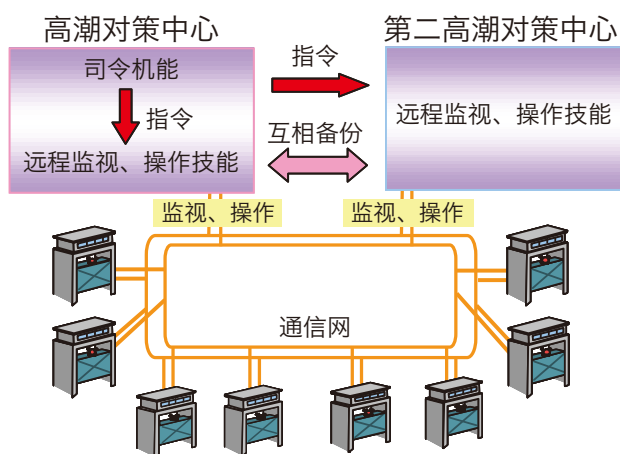 高潮对策中心
第二高潮对策中心
司令机能
指令
指令
远程监视、操作技能
互相备份
远程监视、操作技能
监视、操作
监视、操作
通信网